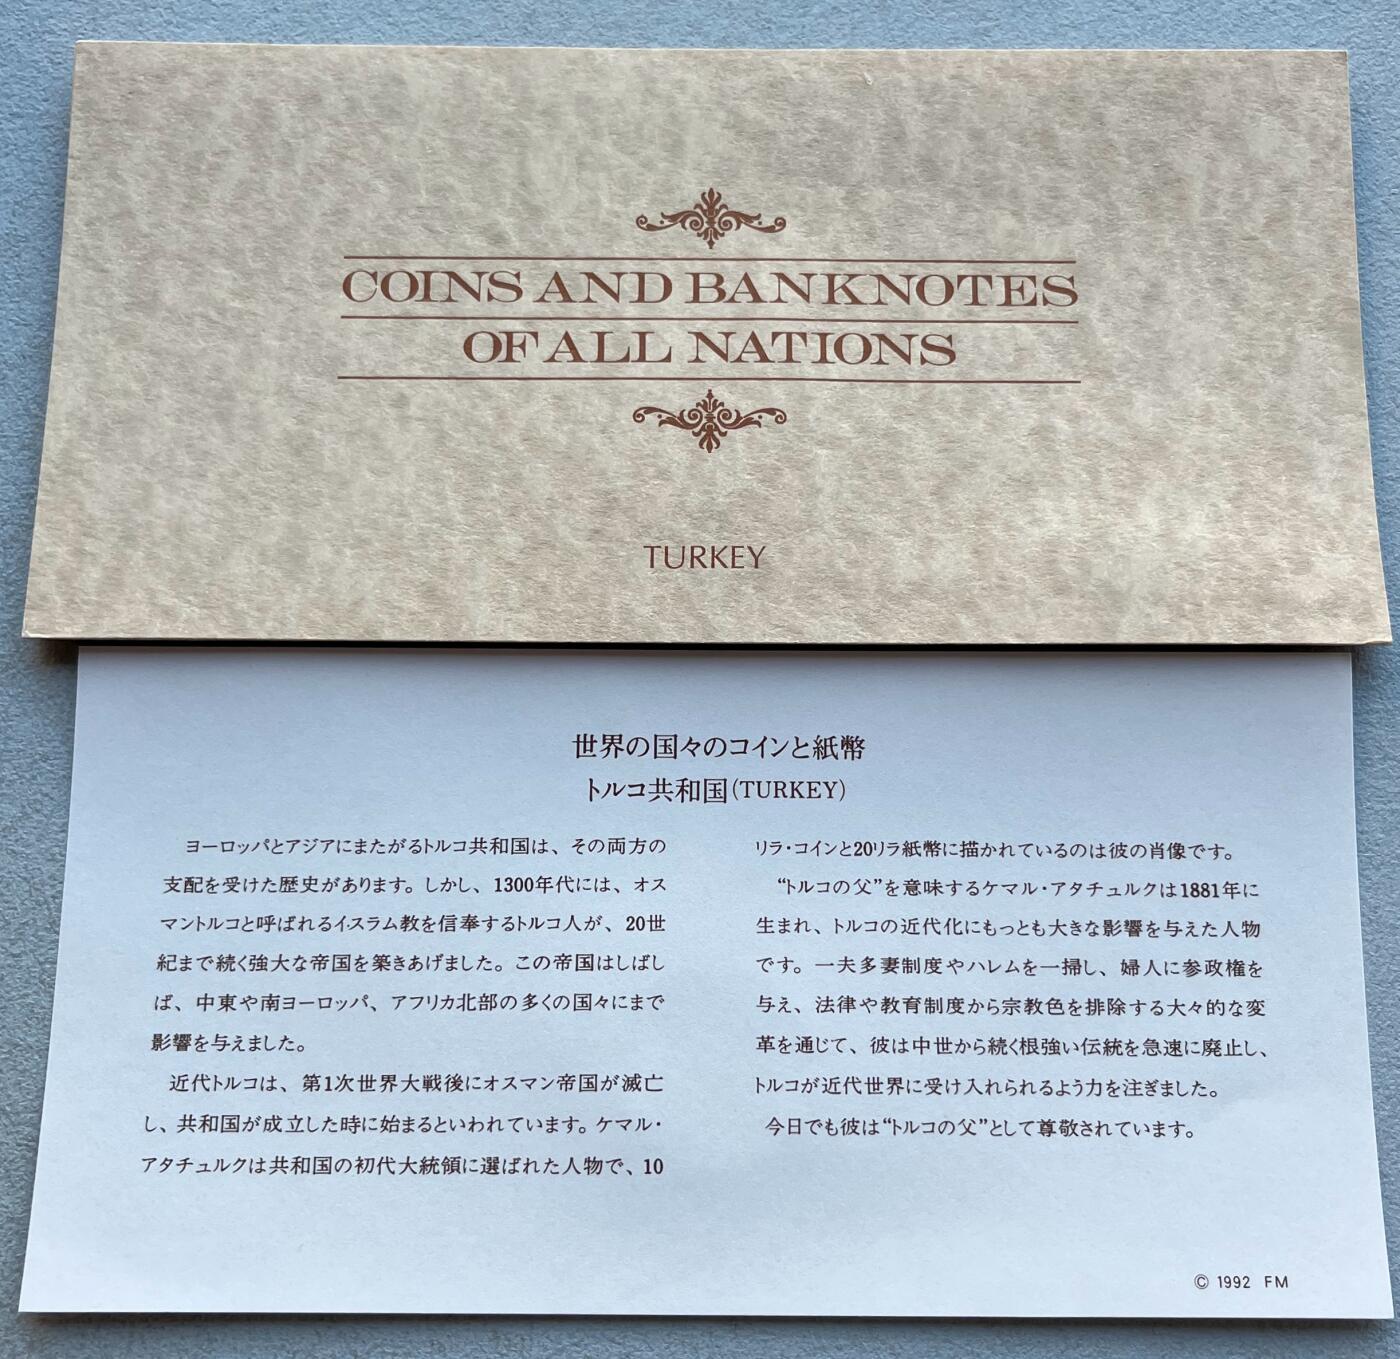 COINS AND BANKNOTES
OF ALL NATIONS
TURKEY
世界の国々のコインと紙幣
トルコ共和国(TURKEY)
ヨーロッパとアジアにまたがるトルコ共和国は、その両方の
支配を受けた歴史があります。しかし、1300年代には、オス
マントルコと呼ばれるイスラム教を信奉するトルコ人が、20世
紀まで続く強大な帝国を築きあげました。この帝国はしばし
ば、中東や南ヨーロッパ、アフリカ北部の多くの国々にまで
影響を与えました。
近代トルコは、第1次世界大戦後にオスマン帝国が滅亡
し、共和国が成立した時に始まるといわれています。ケマル・
アタチュルクは共和国の初代大統領に選ばれた人物で、10
リラ・コインと20リラ紙幣に描かれているのは彼の肖像です。
“トルコの父”を意味するケマル・アタチュルクは1881年に
生まれ、トルコの近代化にもっとも大きな影響を与えた人物
です。一夫多妻制度やハレムを一掃し、婦人に参政権を
与え、法律や教育制度から宗教色を排除する大々的な変
革を通じて、彼は中世から続く根強い伝統を急速に廃止し、
トルコが近代世界に受け入れられるよう力を注ぎました。
今日でも彼は“トルコの父”として尊敬されています。
© 1992 FM